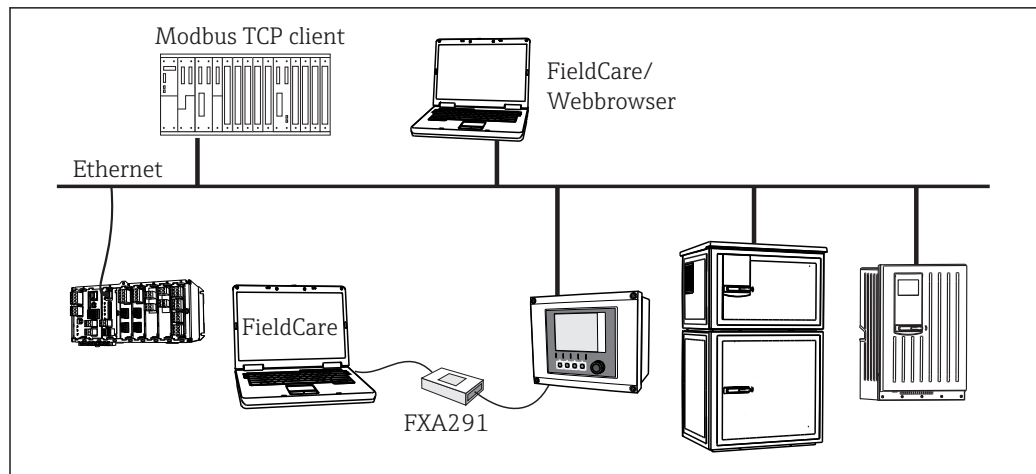 Modbus TCP client
FieldCare/
Webbrowser
Ethernet
FieldCare
FXA291